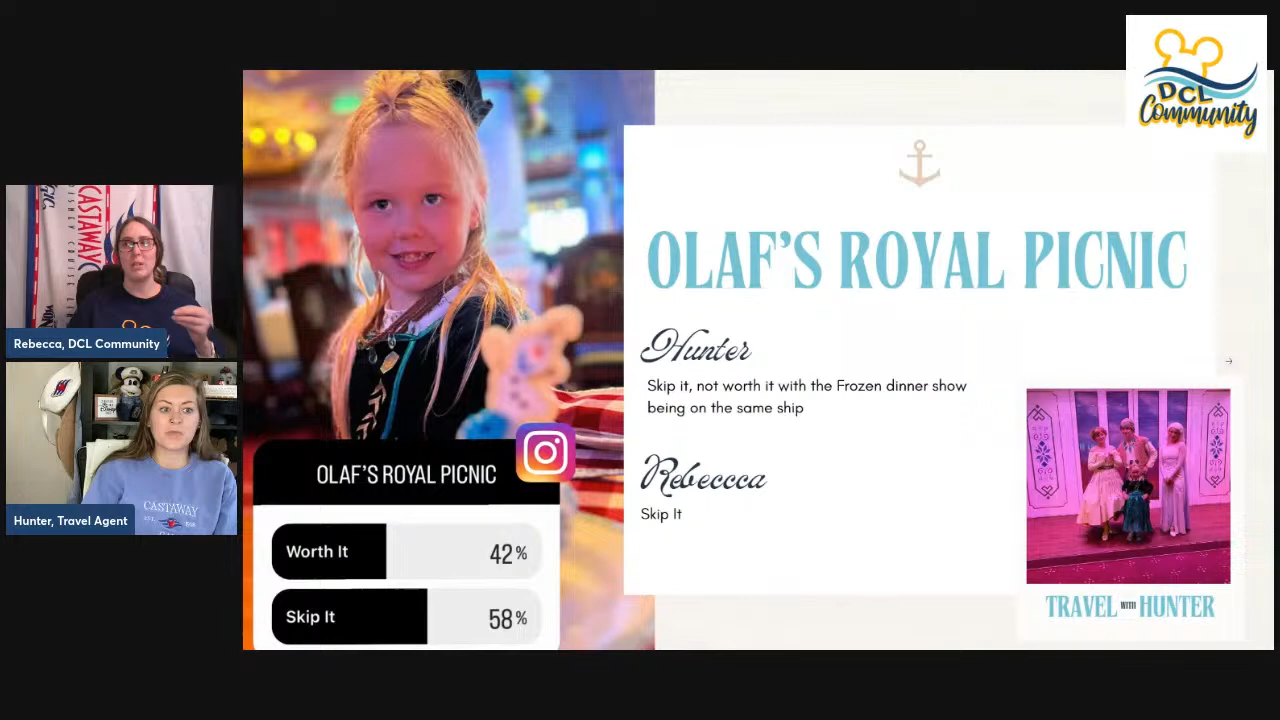 DCL
Community
OLAF'S ROYAL PICNIC
Hunter
Skip it, not worth it with the Frozen dinner show
being on the same ship
Rebeccca
Skip It
TRAVEL WITH HUNTER
OLAF'S ROYAL PICNIC
Worth It 42%
Skip It 58%
CASTAWAY
Rebecca, DCL Community
CASTAWAY
Hunter, Travel Agent